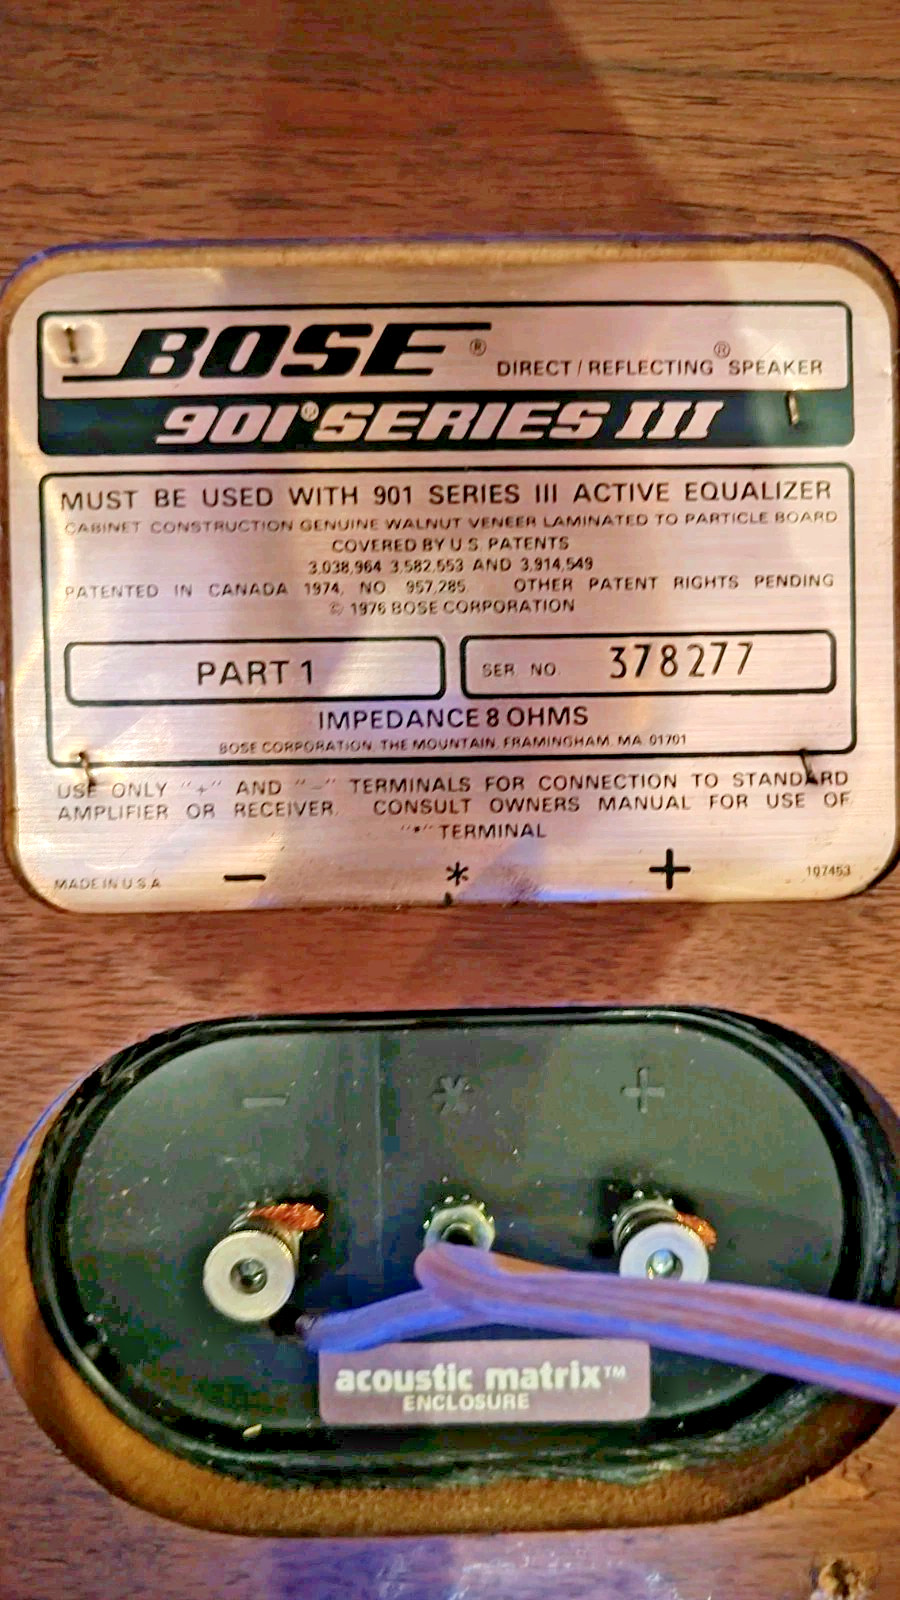 BOSE®
DIRECT / REFLECTING® SPEAKER
901® SERIES III
MUST BE USED WITH 901 SERIES III ACTIVE EQUALIZER
CABINET CONSTRUCTION GENUINE WALNUT VENEER LAMINATED TO PARTICLE BOARD
COVERED BY U.S. PATENTS
3,038,964 3,582,553 AND 3,914,549
PATENTED IN CANADA 1974, NO. 957,285. OTHER PATENT RIGHTS PENDING
© 1976 BOSE CORPORATION
PART 1
SER. NO. 378277
IMPEDANCE 8 OHMS
BOSE CORPORATION, THE MOUNTAIN, FRAMINGHAM, MA. 01701
USE ONLY "+" AND "−" TERMINALS FOR CONNECTION TO STANDARD
AMPLIFIER OR RECEIVER. CONSULT OWNERS MANUAL FOR USE OF
"*" TERMINAL
− * +
MADE IN U.S.A. 107453
− * +
acoustic matrix™
ENCLOSURE